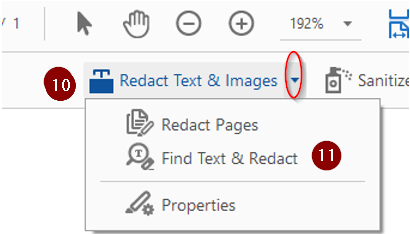 / 1 192%
10 Redact Text & Images Sanitize
Redact Pages
Find Text & Redact 11
Properties